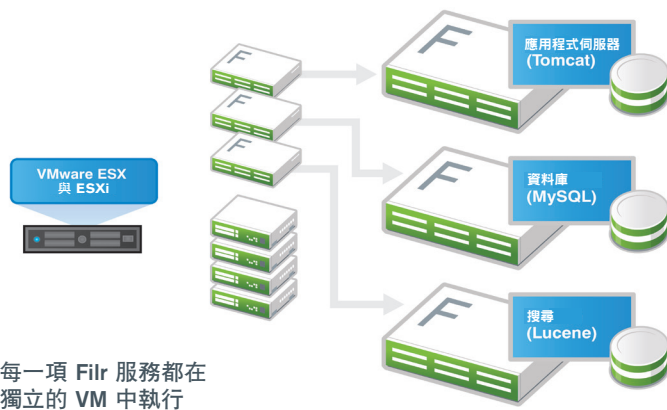 應用程式伺服器
(Tomcat)
VMware ESX
與 ESXi
資料庫
(MySQL)
搜尋
(Lucene)
每一項 Filr 服務都在
獨立的 VM 中執行
F
F
F
F
F
F